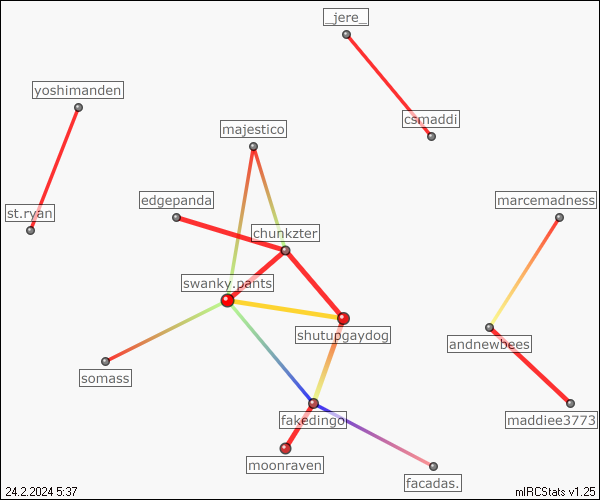 _jere_
yoshimanden
csmaddi
majestico
edgepanda
marcemadness
st.ryan
chunkzter
swanky.pants
shutupgaydog
andnewbees
somass
fakedingo
maddiee3773
moonraven
facadas.
24.2.2024 5:37
mIRCStats v1.25